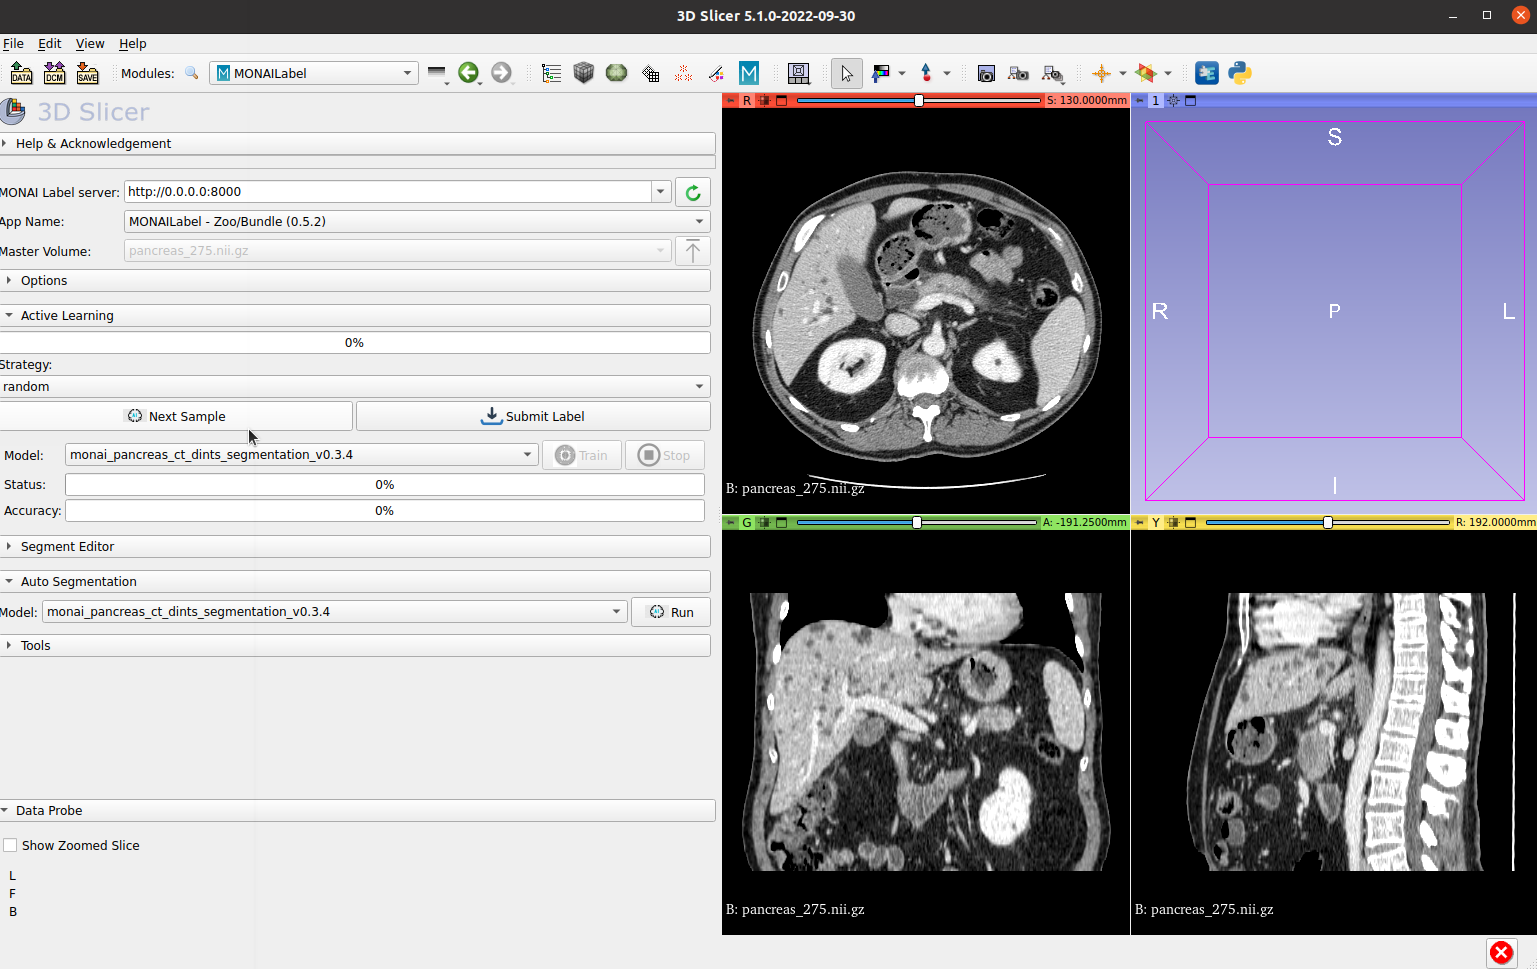 3D Slicer 5.1.0-2022-09-30
File Edit View Help
DATA DCM SAVE Modules: M MONAILabel M
3D Slicer
Help & Acknowledgement
MONAI Label server: http://0.0.0.0:8000
App Name: MONAILabel - Zoo/Bundle (0.5.2)
Master Volume: pancreas_275.nii.gz
Options
Active Learning
0%
Strategy:
random
Next Sample Submit Label
Model: monai_pancreas_ct_dints_segmentation_v0.3.4 Train Stop
Status: 0%
Accuracy: 0%
Segment Editor
Auto Segmentation
Model: monai_pancreas_ct_dints_segmentation_v0.3.4 Run
Tools
Data Probe
Show Zoomed Slice
L
F
B
R S: 130.0000mm
B: pancreas_275.nii.gz
1
S
R P L
I
G A: -191.2500mm
B: pancreas_275.nii.gz
Y R: 192.0000mm
B: pancreas_275.nii.gz